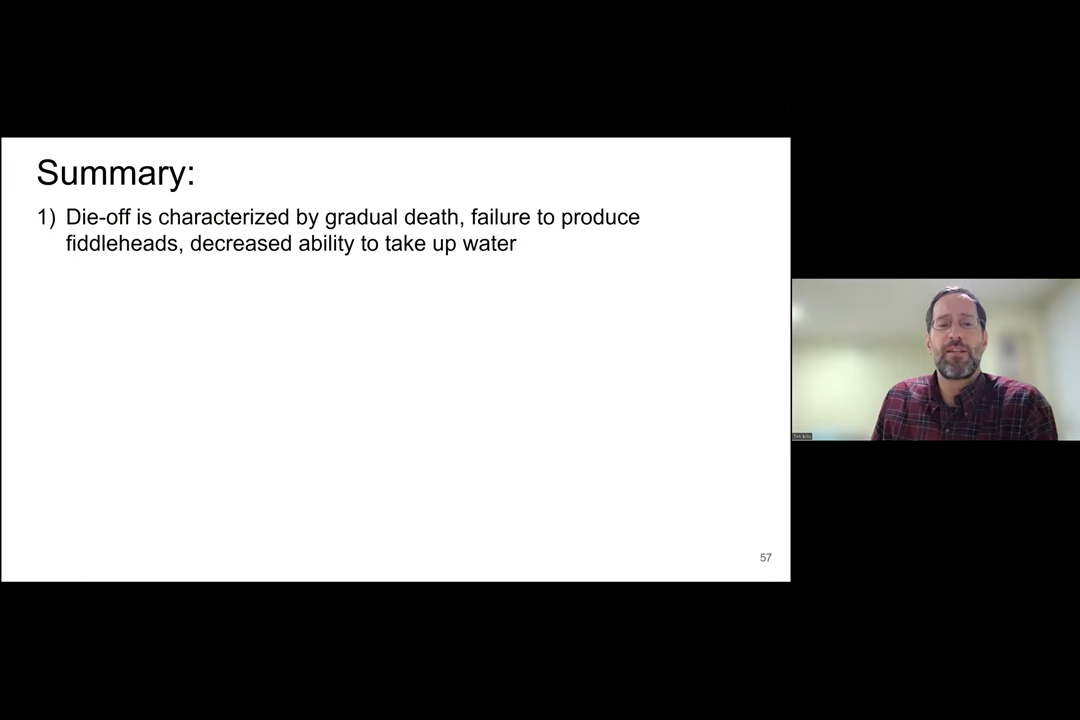 Summary:
1) Die-off is characterized by gradual death, failure to produce
fiddleheads, decreased ability to take up water
57